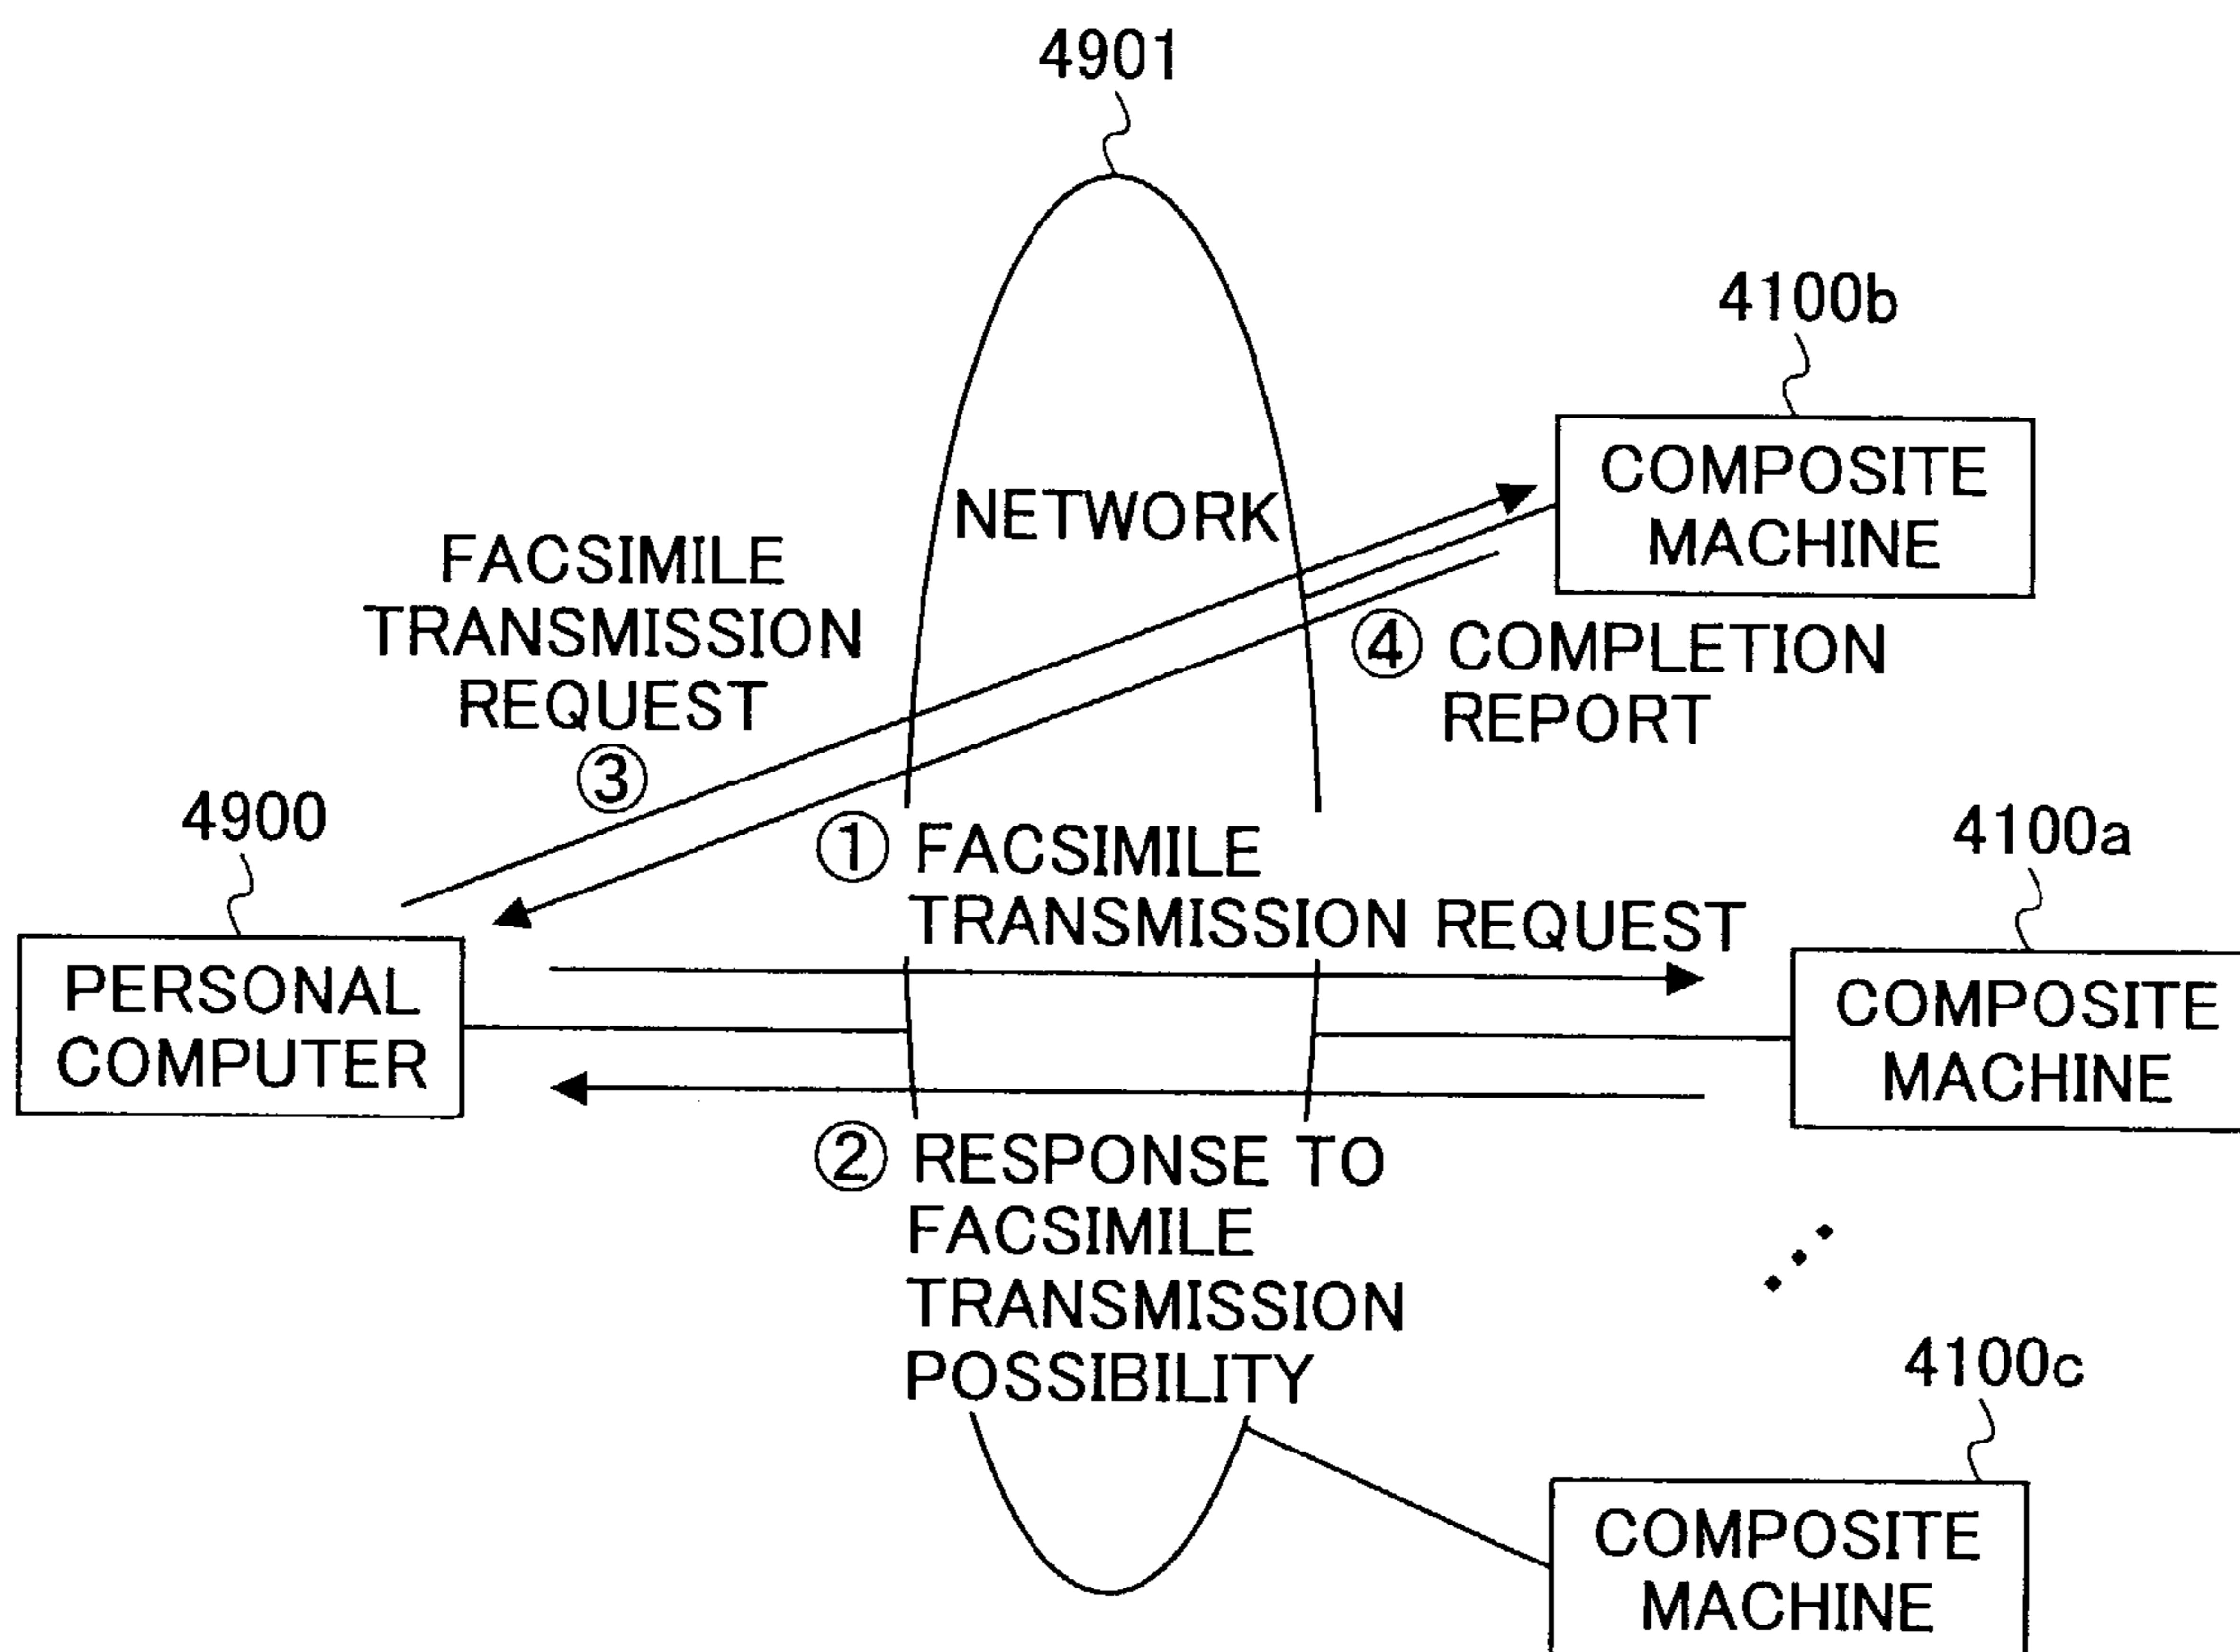 4901
4100b
COMPOSITE
MACHINE
NETWORK
FACSIMILE
TRANSMISSION
REQUEST
③
④ COMPLETION
REPORT
4900
PERSONAL
COMPUTER
① FACSIMILE
TRANSMISSION REQUEST
4100a
COMPOSITE
MACHINE
② RESPONSE TO
FACSIMILE
TRANSMISSION
POSSIBILITY
4100c
COMPOSITE
MACHINE